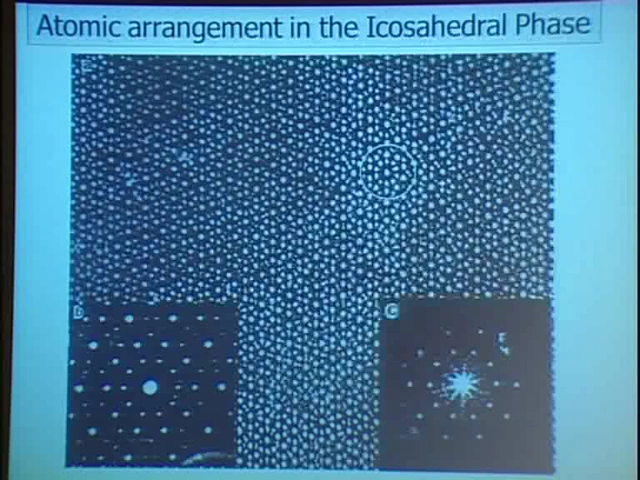 Atomic arrangement in the Icosahedral Phase
b
C